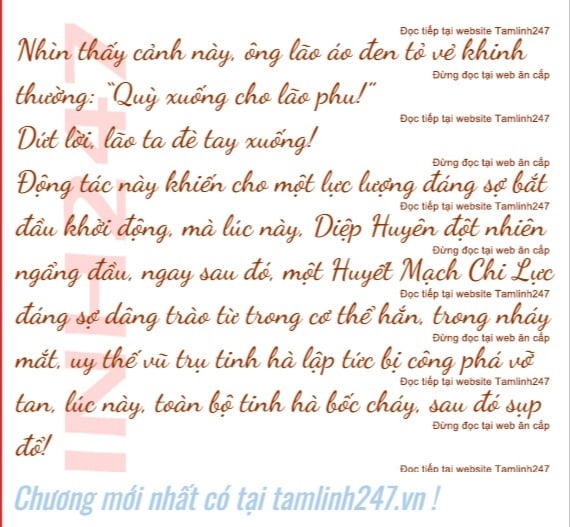 Đọc tiếp tại website Tamlinh247
Nhìn thấy cảnh này, ông lão áo đen tỏ vẻ khinh
Đừng đọc tại web ăn cắp
thường: "Quỳ xuống cho lão phu!"
Đọc tiếp tại website Tamlinh247
Dứt lời, lão ta đè tay xuống!
Đừng đọc tại web ăn cắp
Động tác này khiến cho một lực lượng đáng sợ bắt
Đọc tiếp tại website Tamlinh247
đầu khởi động, mà lúc này, Diệp Huyên đột nhiên
Đừng đọc tại web ăn cắp
ngẩng đầu, ngay sau đó, một Huyết Mạch Chi Lực
Đọc tiếp tại website Tamlinh247
đáng sợ dâng trào từ trong cơ thể hắn, trong nháy
Đừng đọc tại web ăn cắp
mắt, uy thế vũ trụ tinh hà lập tức bị công phá vỡ
Đọc tiếp tại website Tamlinh247
tan, lúc này, toàn bộ tinh hà bốc cháy, sau đó sụp
Đừng đọc tại web ăn cắp
đổ!
Đọc tiếp tại website Tamlinh247
INH247
Chương mới nhất có tại tamlinh247.vn !